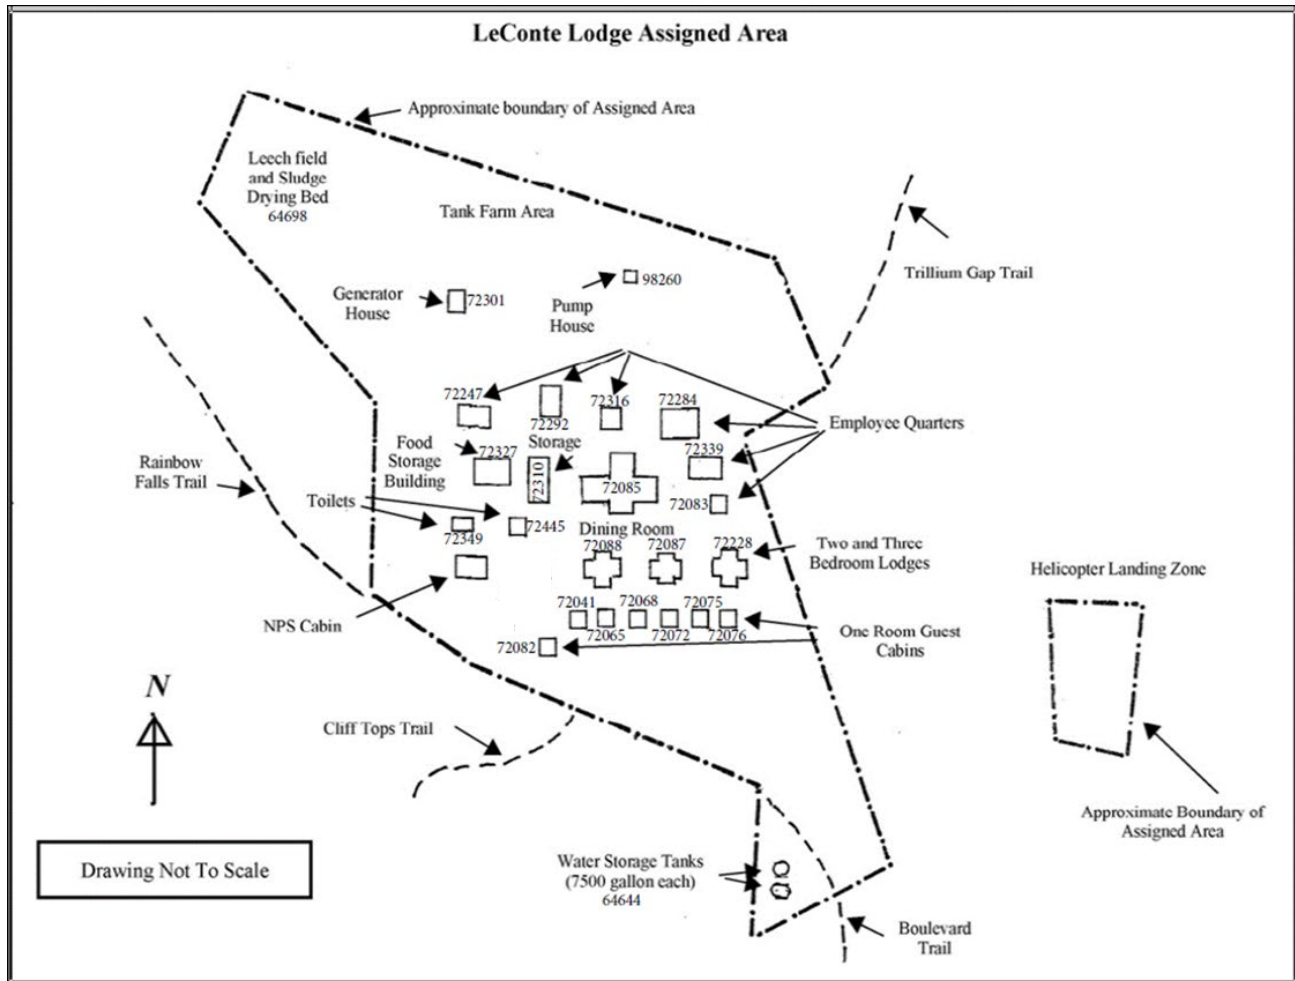 LeConte Lodge Assigned Area
Approximate boundary of Assigned Area
Leech field
and Sludge
Drying Bed
64698
Tank Farm Area
Trillium Gap Trail
Generator
House
72301
Pump
House
98260
72247
72292
72316
72284
Employee Quarters
Food
Storage
Building
72327
Storage
72310
72085
72339
72083
Rainbow
Falls Trail
Toilets
72349
72445
Dining Room
72088
72087
72228
Two and Three
Bedroom Lodges
Helicopter Landing Zone
NPS Cabin
72041
72065
72068
72072
72075
72076
72082
One Room Guest
Cabins
N
Cliff Tops Trail
Approximate Boundary of
Assigned Area
Drawing Not To Scale
Water Storage Tanks
(7500 gallon each)
64644
Boulevard
Trail